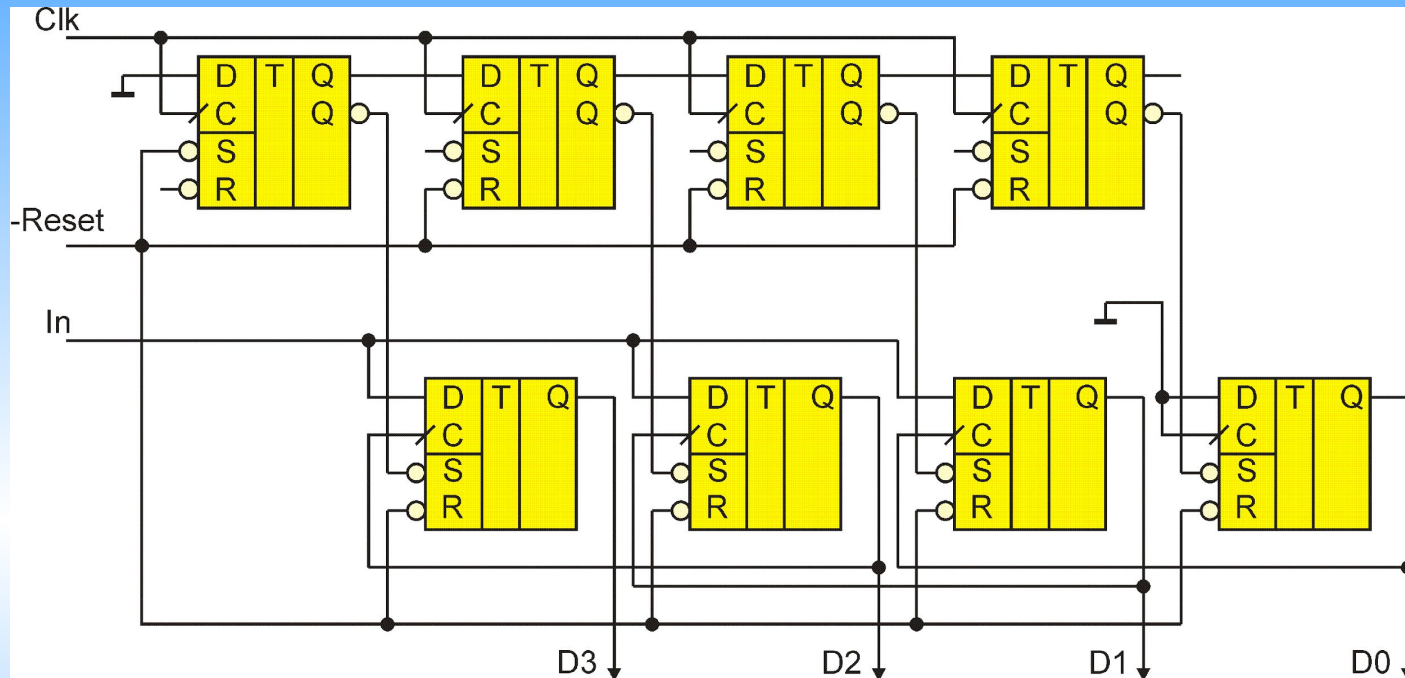 Clk
D T Q D T Q D T Q D T Q
C Q C Q C Q C Q
S S S S
R R R R
-Reset
In
D T Q D T Q D T Q D T Q
C C C C
S S S S
R R R R
D3 D2 D1 D0